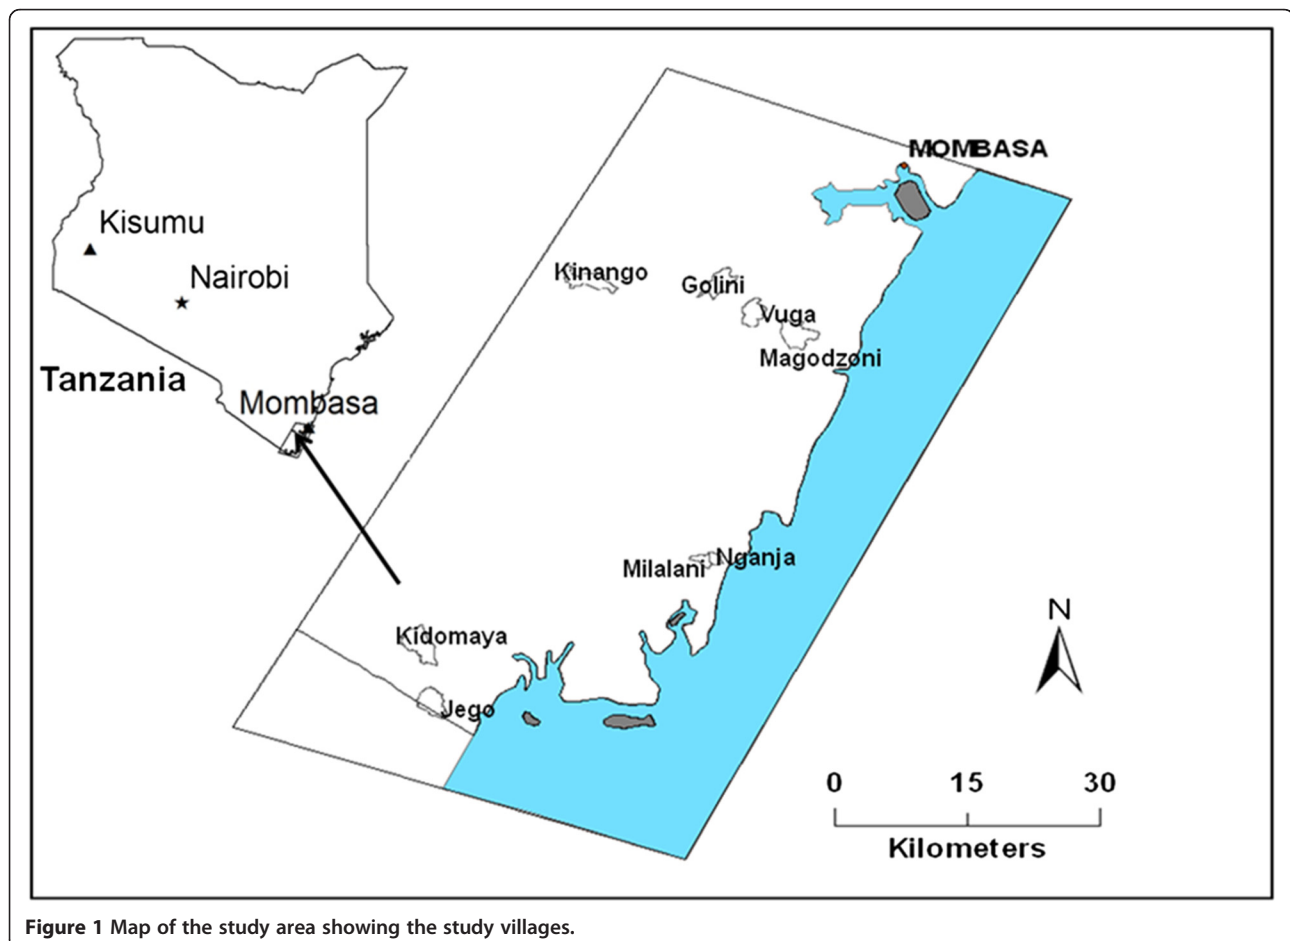 MOMBASA
Kisumu
Nairobi
Kinango
Golini
Vuga
Magodzoni
Tanzania
Mombasa
Milalani
Nganja
Kidomaya
Jego
N
0 15 30
Kilometers
Figure 1 Map of the study area showing the study villages.